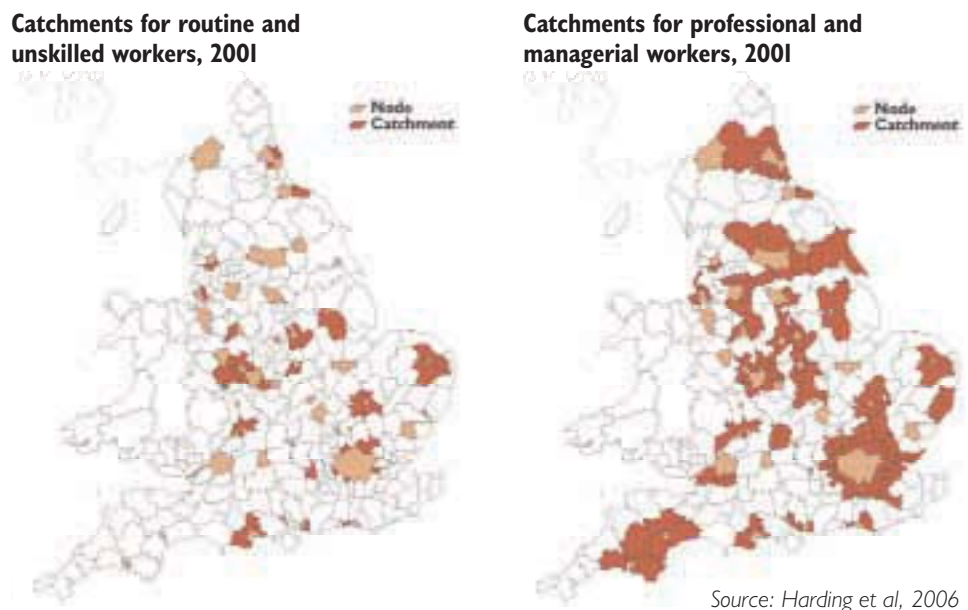 Catchments for routine and
unskilled workers, 2001
Node
Catchment
Catchments for professional and
managerial workers, 2001
Node
Catchment
Source: Harding et al, 2006